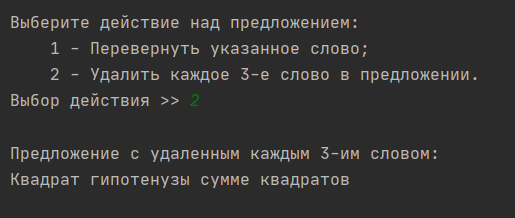 Выберите действие над предложением:
1 - Перевернуть указанное слово;
2 - Удалить каждое 3-е слово в предложении.
Выбор действия >> 2
Предложение с удаленным каждым 3-им словом:
Квадрат гипотенузы сумме квадратов